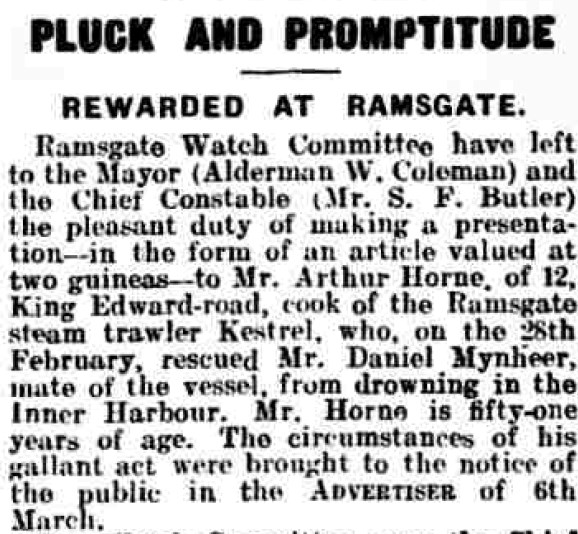 PLUCK AND PROMPTITUDE
REWARDED AT RAMSGATE.
Ramsgate Watch Committee have left
to the Mayor (Alderman W. Coleman) and
the Chief Constable (Mr. S. F. Butler)
the pleasant duty of making a presenta-
tion—in the form of an article valued at
two guineas—to Mr. Arthur Horne, of 12,
King Edward-road, cook of the Ramsgate
steam trawler Kestrel, who, on the 28th
February, rescued Mr. Daniel Mynheer,
mate of the vessel, from drowning in the
Inner Harbour. Mr. Horne is fifty-one
years of age. The circumstances of his
gallant act were brought to the notice of
the public in the ADVERTISER of 6th
March.